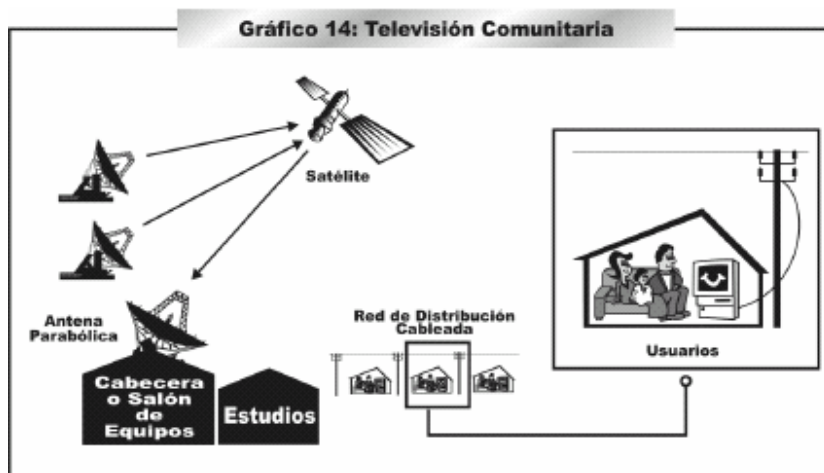 Gráfico 14: Televisión Comunitaria
Satélite
Antena
Parabólica
Cabecera
o Salón
de
Equipos
Estudios
Red de Distribución
Cableada
Usuarios